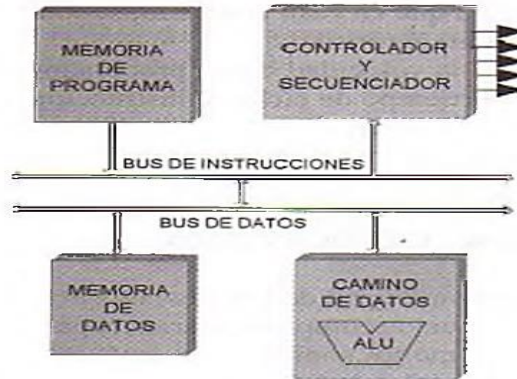 MEMORIA
DE
PROGRAMA
CONTROLADOR
Y
SECUENCIADOR
BUS DE INSTRUCCIONES
BUS DE DATOS
MEMORIA
DE
DATOS
CAMINO
DE DATOS
ALU